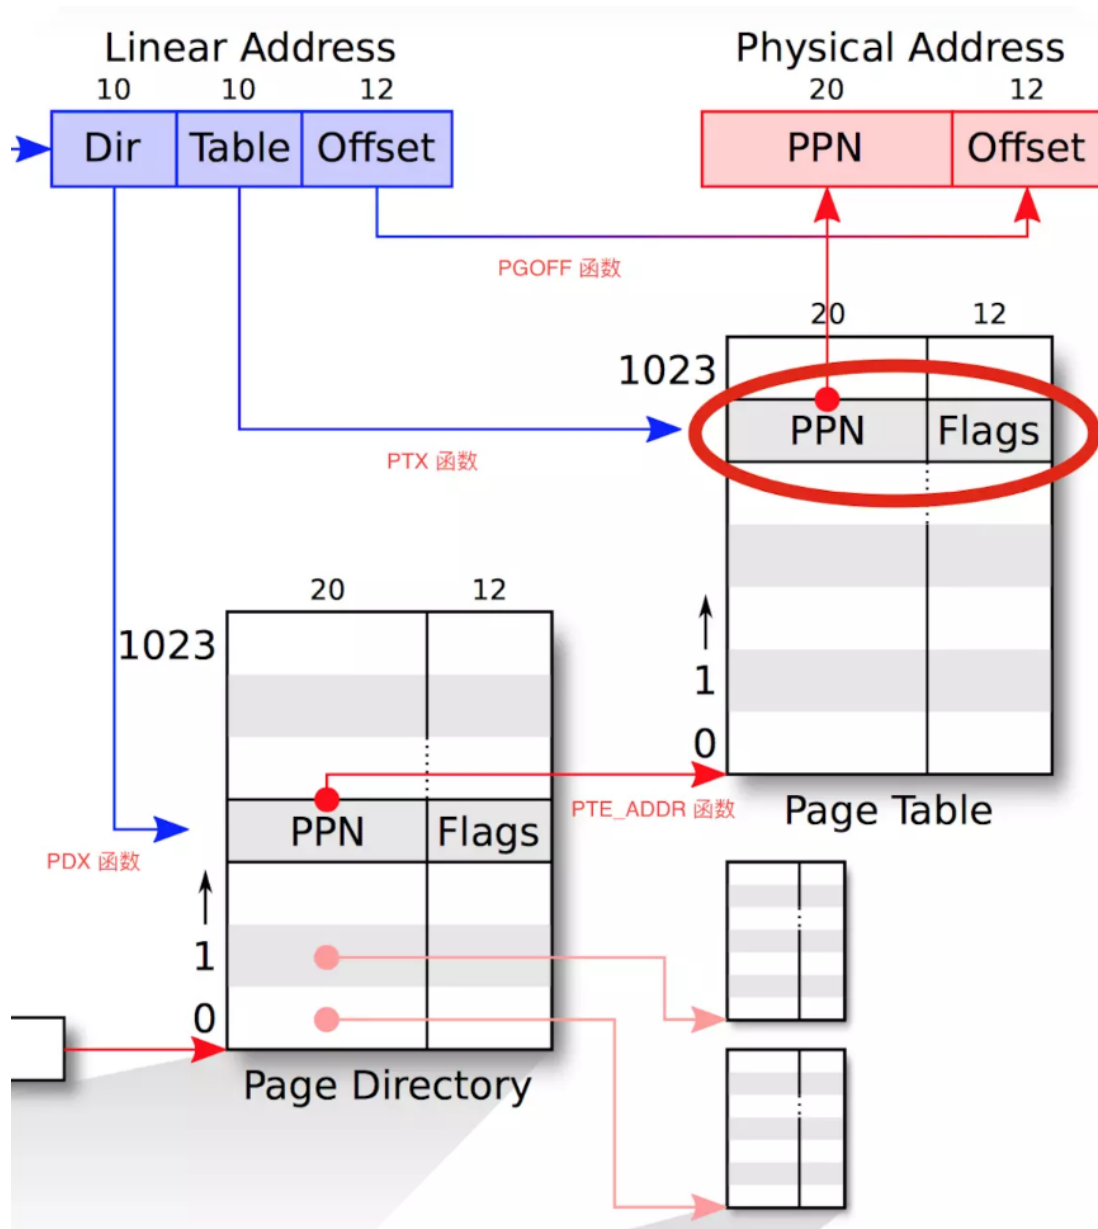 Linear Address
Physical Address
10
10
12
20
12
Dir
Table
Offset
PPN
Offset
PGOFF 函数
20
12
1023
PPN
Flags
PTX 函数
20
12
1023
1
0
PTE_ADDR 函数
Page Table
PPN
Flags
PDX 函数
1
0
Page Directory